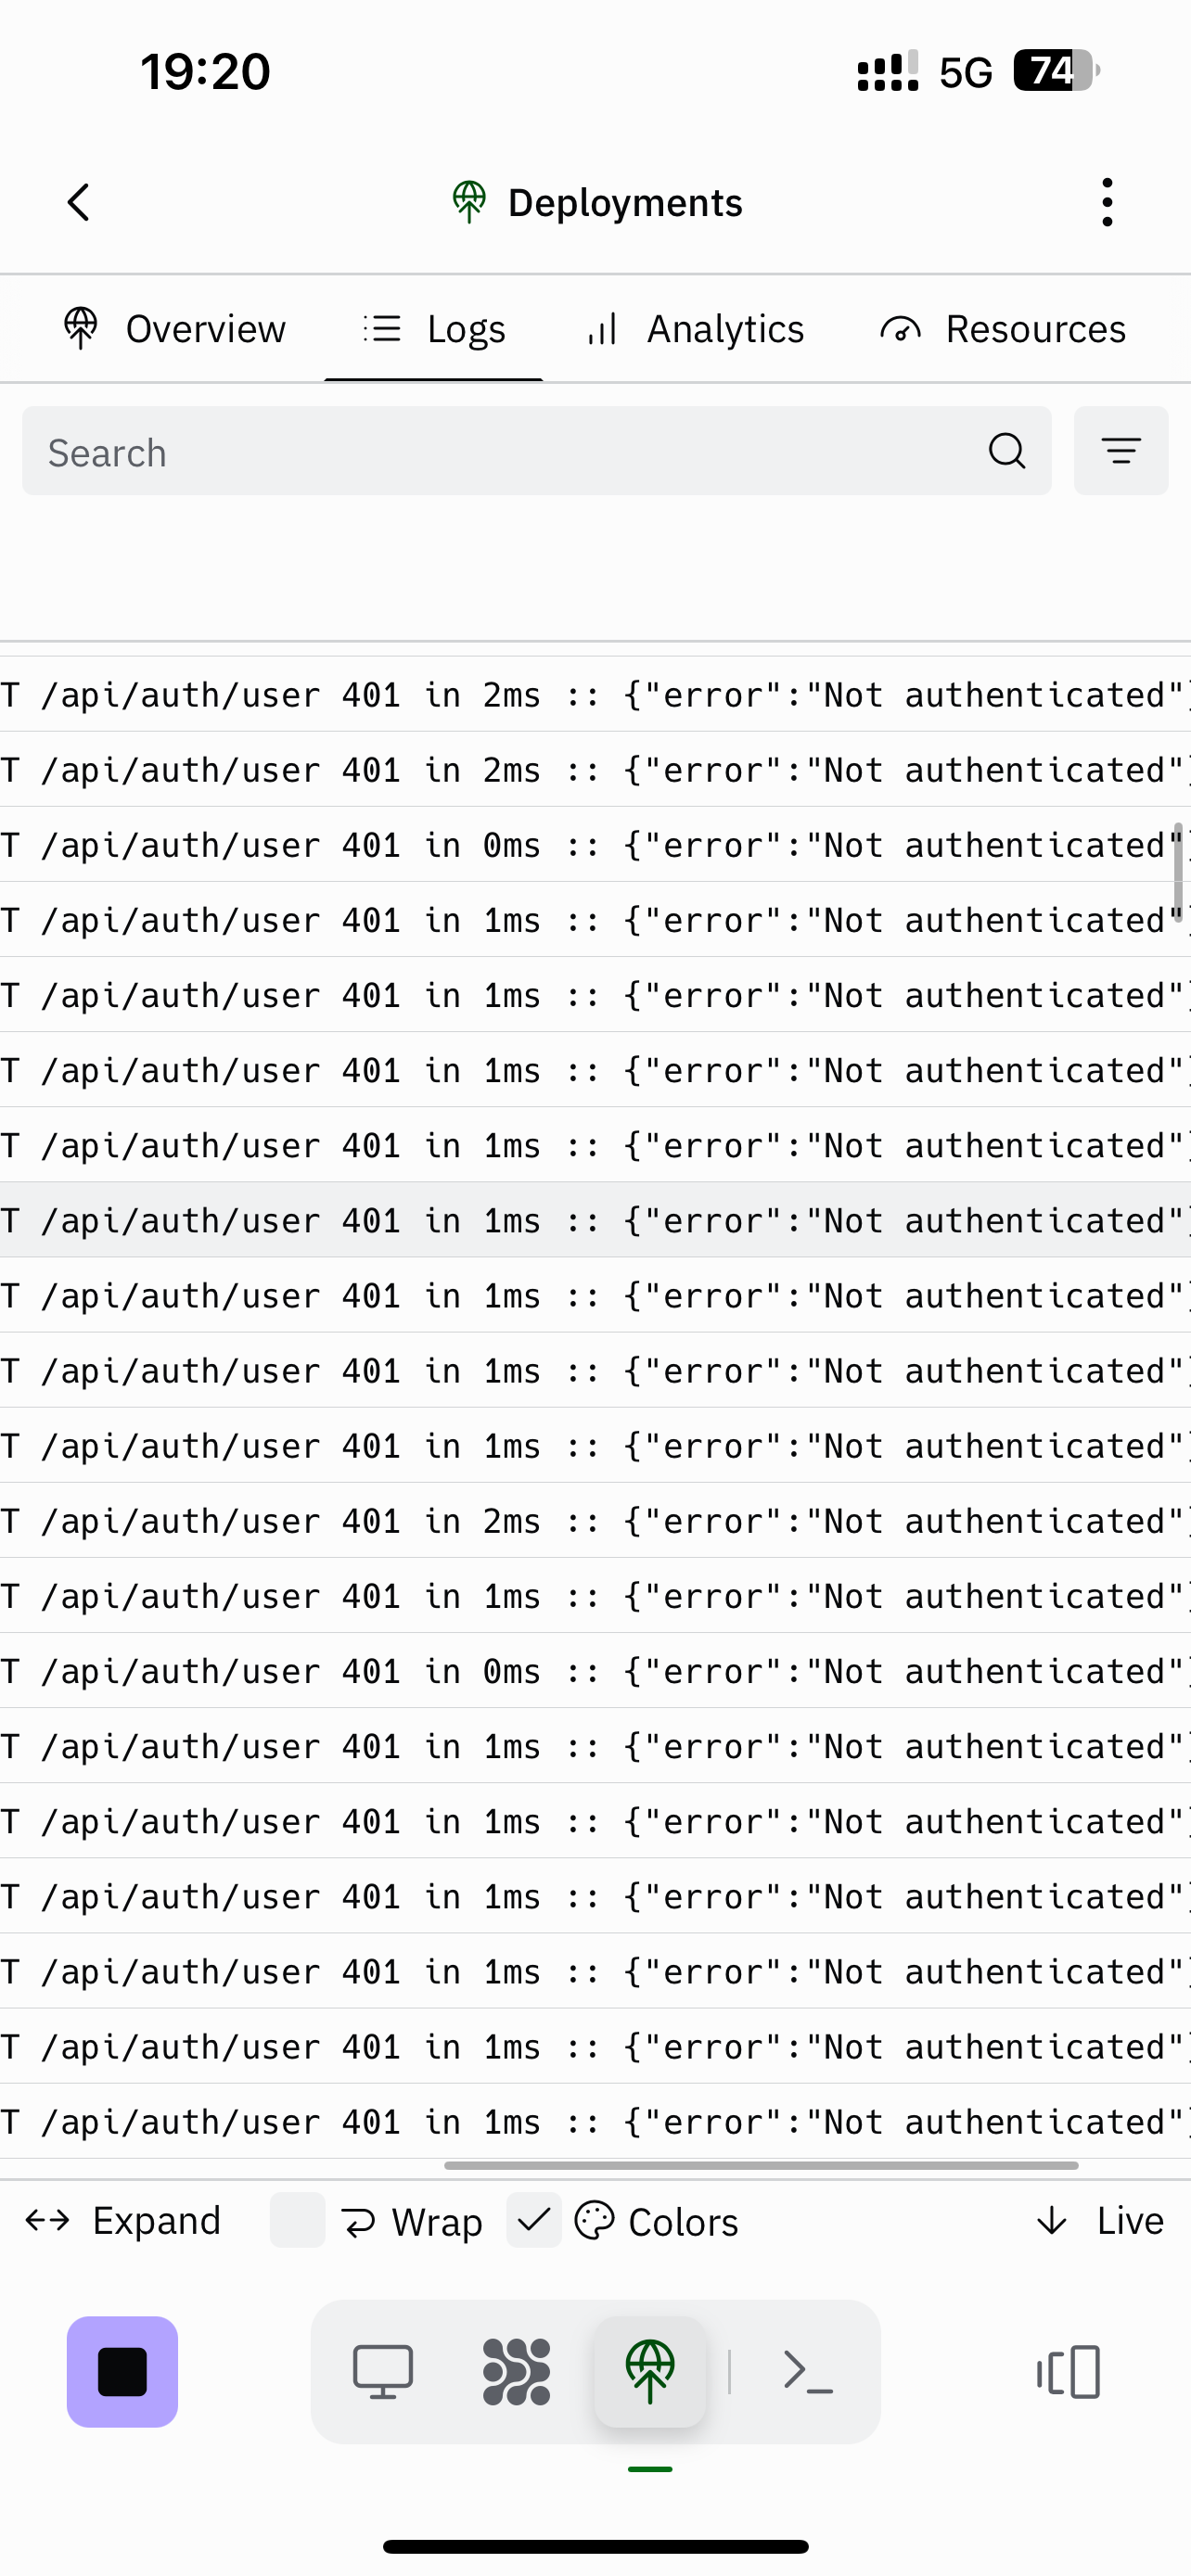 19:20 5G 74
Deployments
Overview Logs Analytics Resources
Search
T /api/auth/user 401 in 2ms :: {"error":"Not authenticated"}
T /api/auth/user 401 in 2ms :: {"error":"Not authenticated"}
T /api/auth/user 401 in 0ms :: {"error":"Not authenticated"}
T /api/auth/user 401 in 1ms :: {"error":"Not authenticated"}
T /api/auth/user 401 in 1ms :: {"error":"Not authenticated"}
T /api/auth/user 401 in 1ms :: {"error":"Not authenticated"}
T /api/auth/user 401 in 1ms :: {"error":"Not authenticated"}
T /api/auth/user 401 in 1ms :: {"error":"Not authenticated"}
T /api/auth/user 401 in 1ms :: {"error":"Not authenticated"}
T /api/auth/user 401 in 1ms :: {"error":"Not authenticated"}
T /api/auth/user 401 in 1ms :: {"error":"Not authenticated"}
T /api/auth/user 401 in 2ms :: {"error":"Not authenticated"}
T /api/auth/user 401 in 1ms :: {"error":"Not authenticated"}
T /api/auth/user 401 in 0ms :: {"error":"Not authenticated"}
T /api/auth/user 401 in 1ms :: {"error":"Not authenticated"}
T /api/auth/user 401 in 1ms :: {"error":"Not authenticated"}
T /api/auth/user 401 in 1ms :: {"error":"Not authenticated"}
T /api/auth/user 401 in 1ms :: {"error":"Not authenticated"}
T /api/auth/user 401 in 1ms :: {"error":"Not authenticated"}
T /api/auth/user 401 in 1ms :: {"error":"Not authenticated"}
Expand Wrap Colors Live